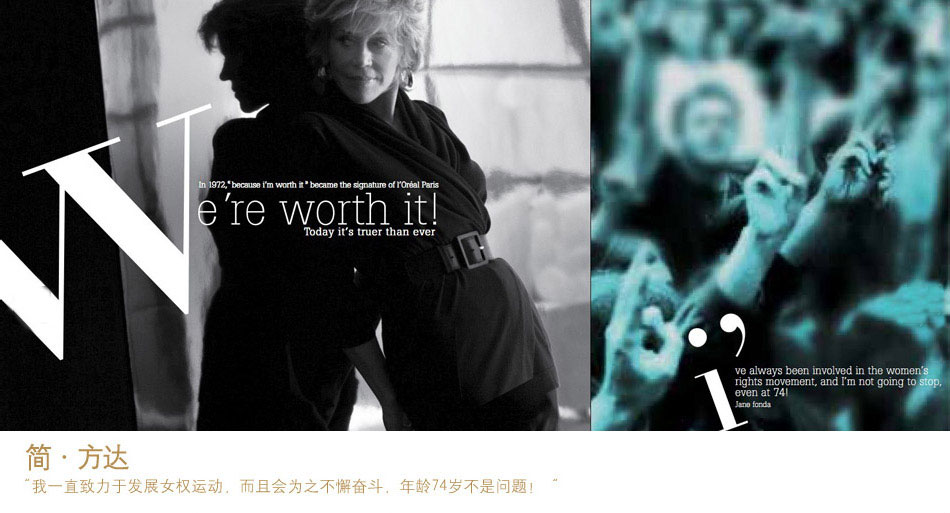 In 1972, "because i'm worth it" became the signature of l'Oréal Paris
We're worth it!
Today it's truer than ever
i've always been involved in the women's
rights movement, and I'm not going to stop,
even at 74!
Jane fonda
简·方达
“我一直致力于发展女权运动，而且会为之不懈奋斗，年龄74岁不是问题！ ”